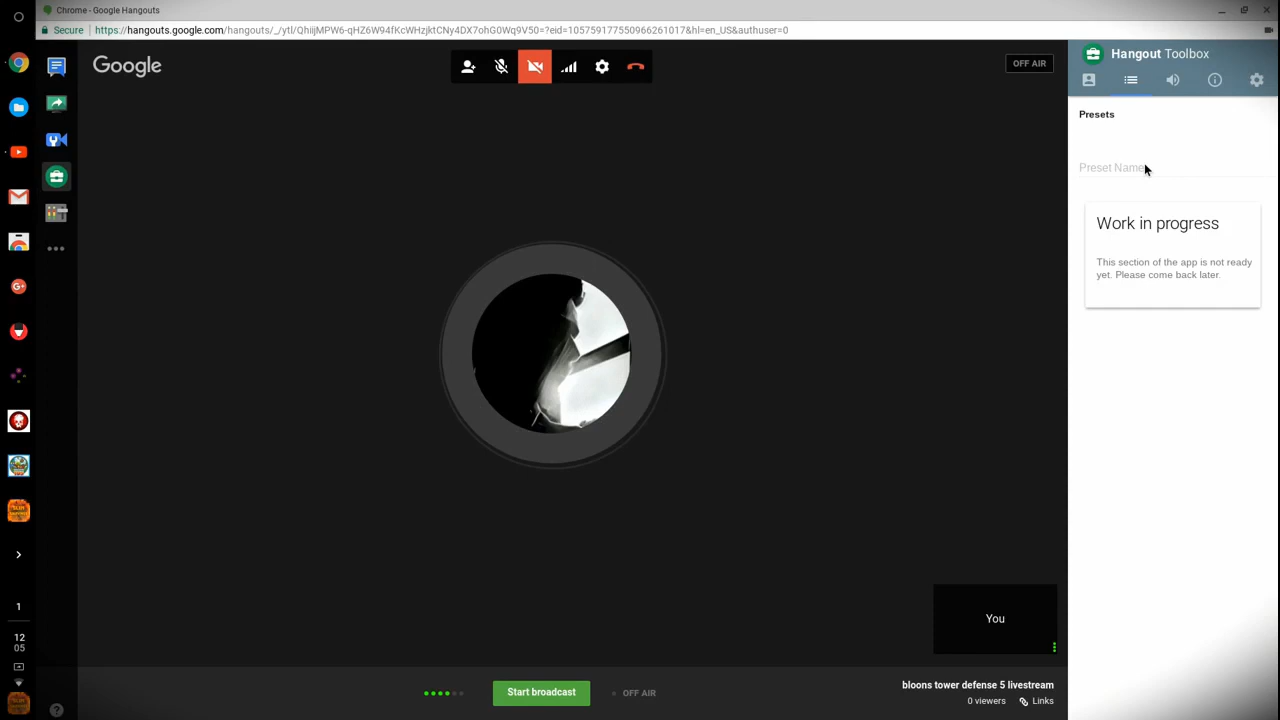 Chrome - Google Hangouts
Secure https://hangouts.google.com/hangouts/_/ytl/QhiijMPW6-qHZ6W94fKcWHzjktCNy4DX7ohG0Wq9V50=?eid=105759177550966261017&hl=en_US&authuser=0
Google
OFF AIR
Hangout Toolbox
Presets
Preset Name
Work in progress
This section of the app is not ready
yet. Please come back later.
You
1
12
05
Start broadcast
OFF AIR
bloons tower defense 5 livestream
0 viewers
Links